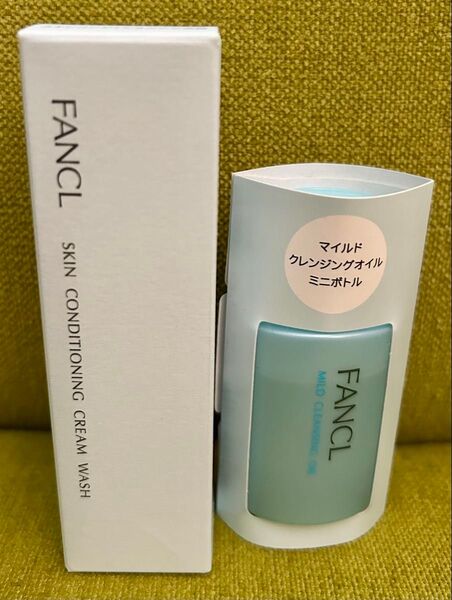 FANCL
SKIN CONDITIONING CREAM WASH
マイルド
クレンジングオイル
ミニボトル
FANCL
MILD CLEANSING OIL